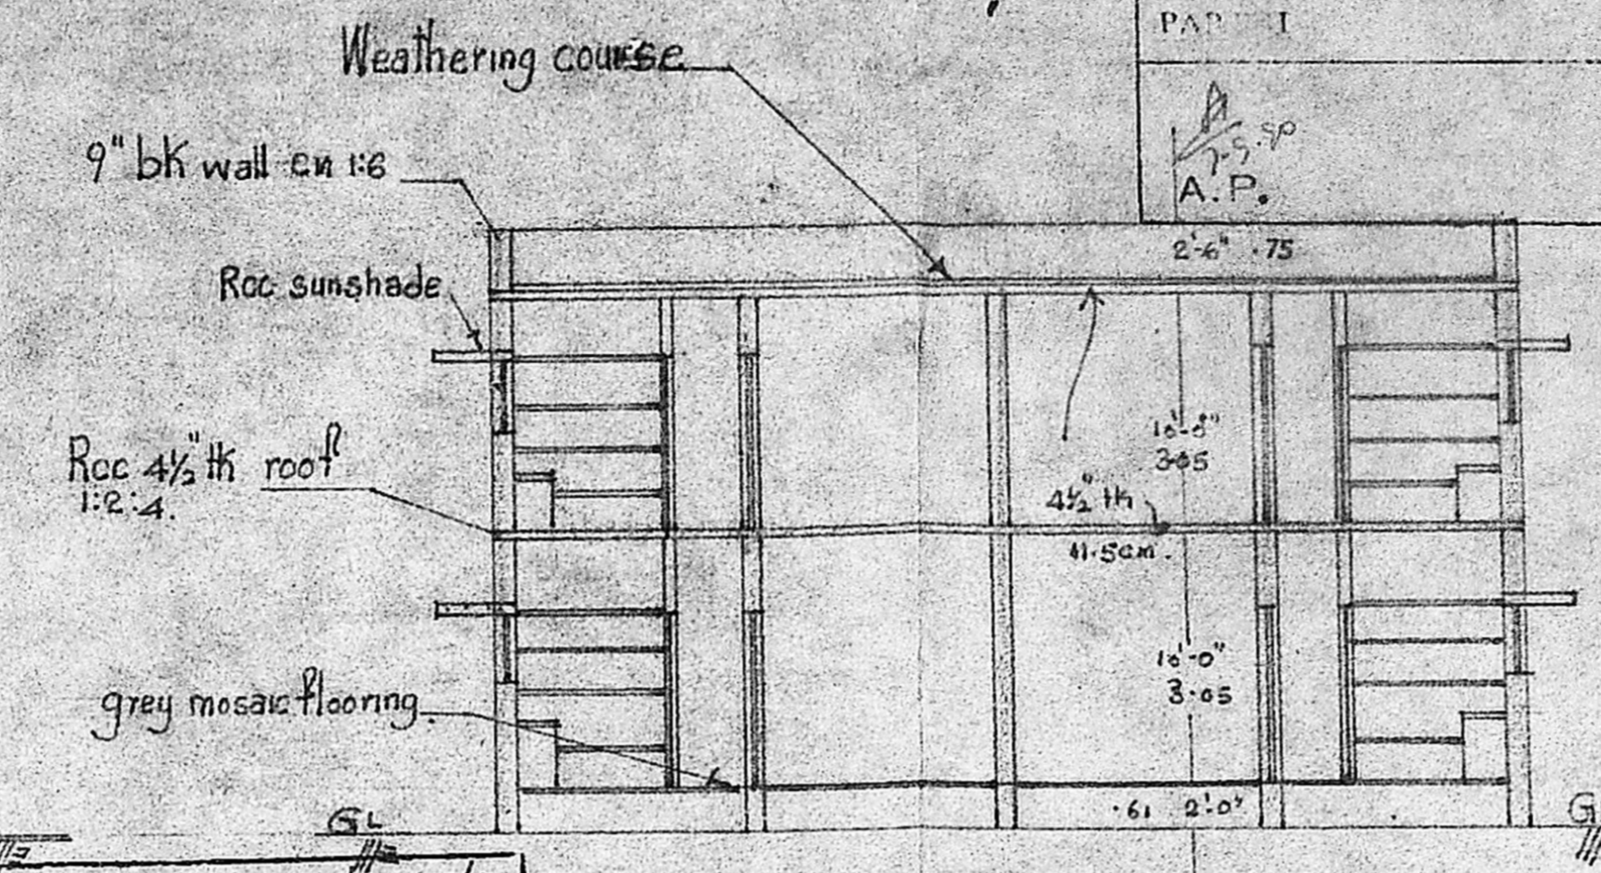 Weathering course
9" bk wall cm 1:6
Rcc sunshade
A.P.
2'-6" .75
Rcc 4½" tk roof
1:2:4.
10'-0"
3.05
4½" tk
11.5cm.
10'-0"
3.05
grey mosaic flooring
.61 2'-0"
GL
G